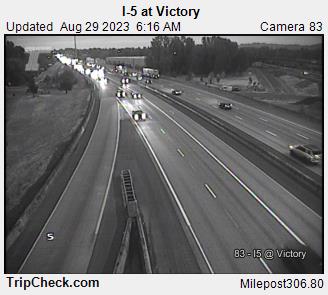 I-5 at Victory
Updated Aug 29 2023 6:16 AM Camera 83
S
83 - I5 @ Victory
TripCheck.com Milepost306.80